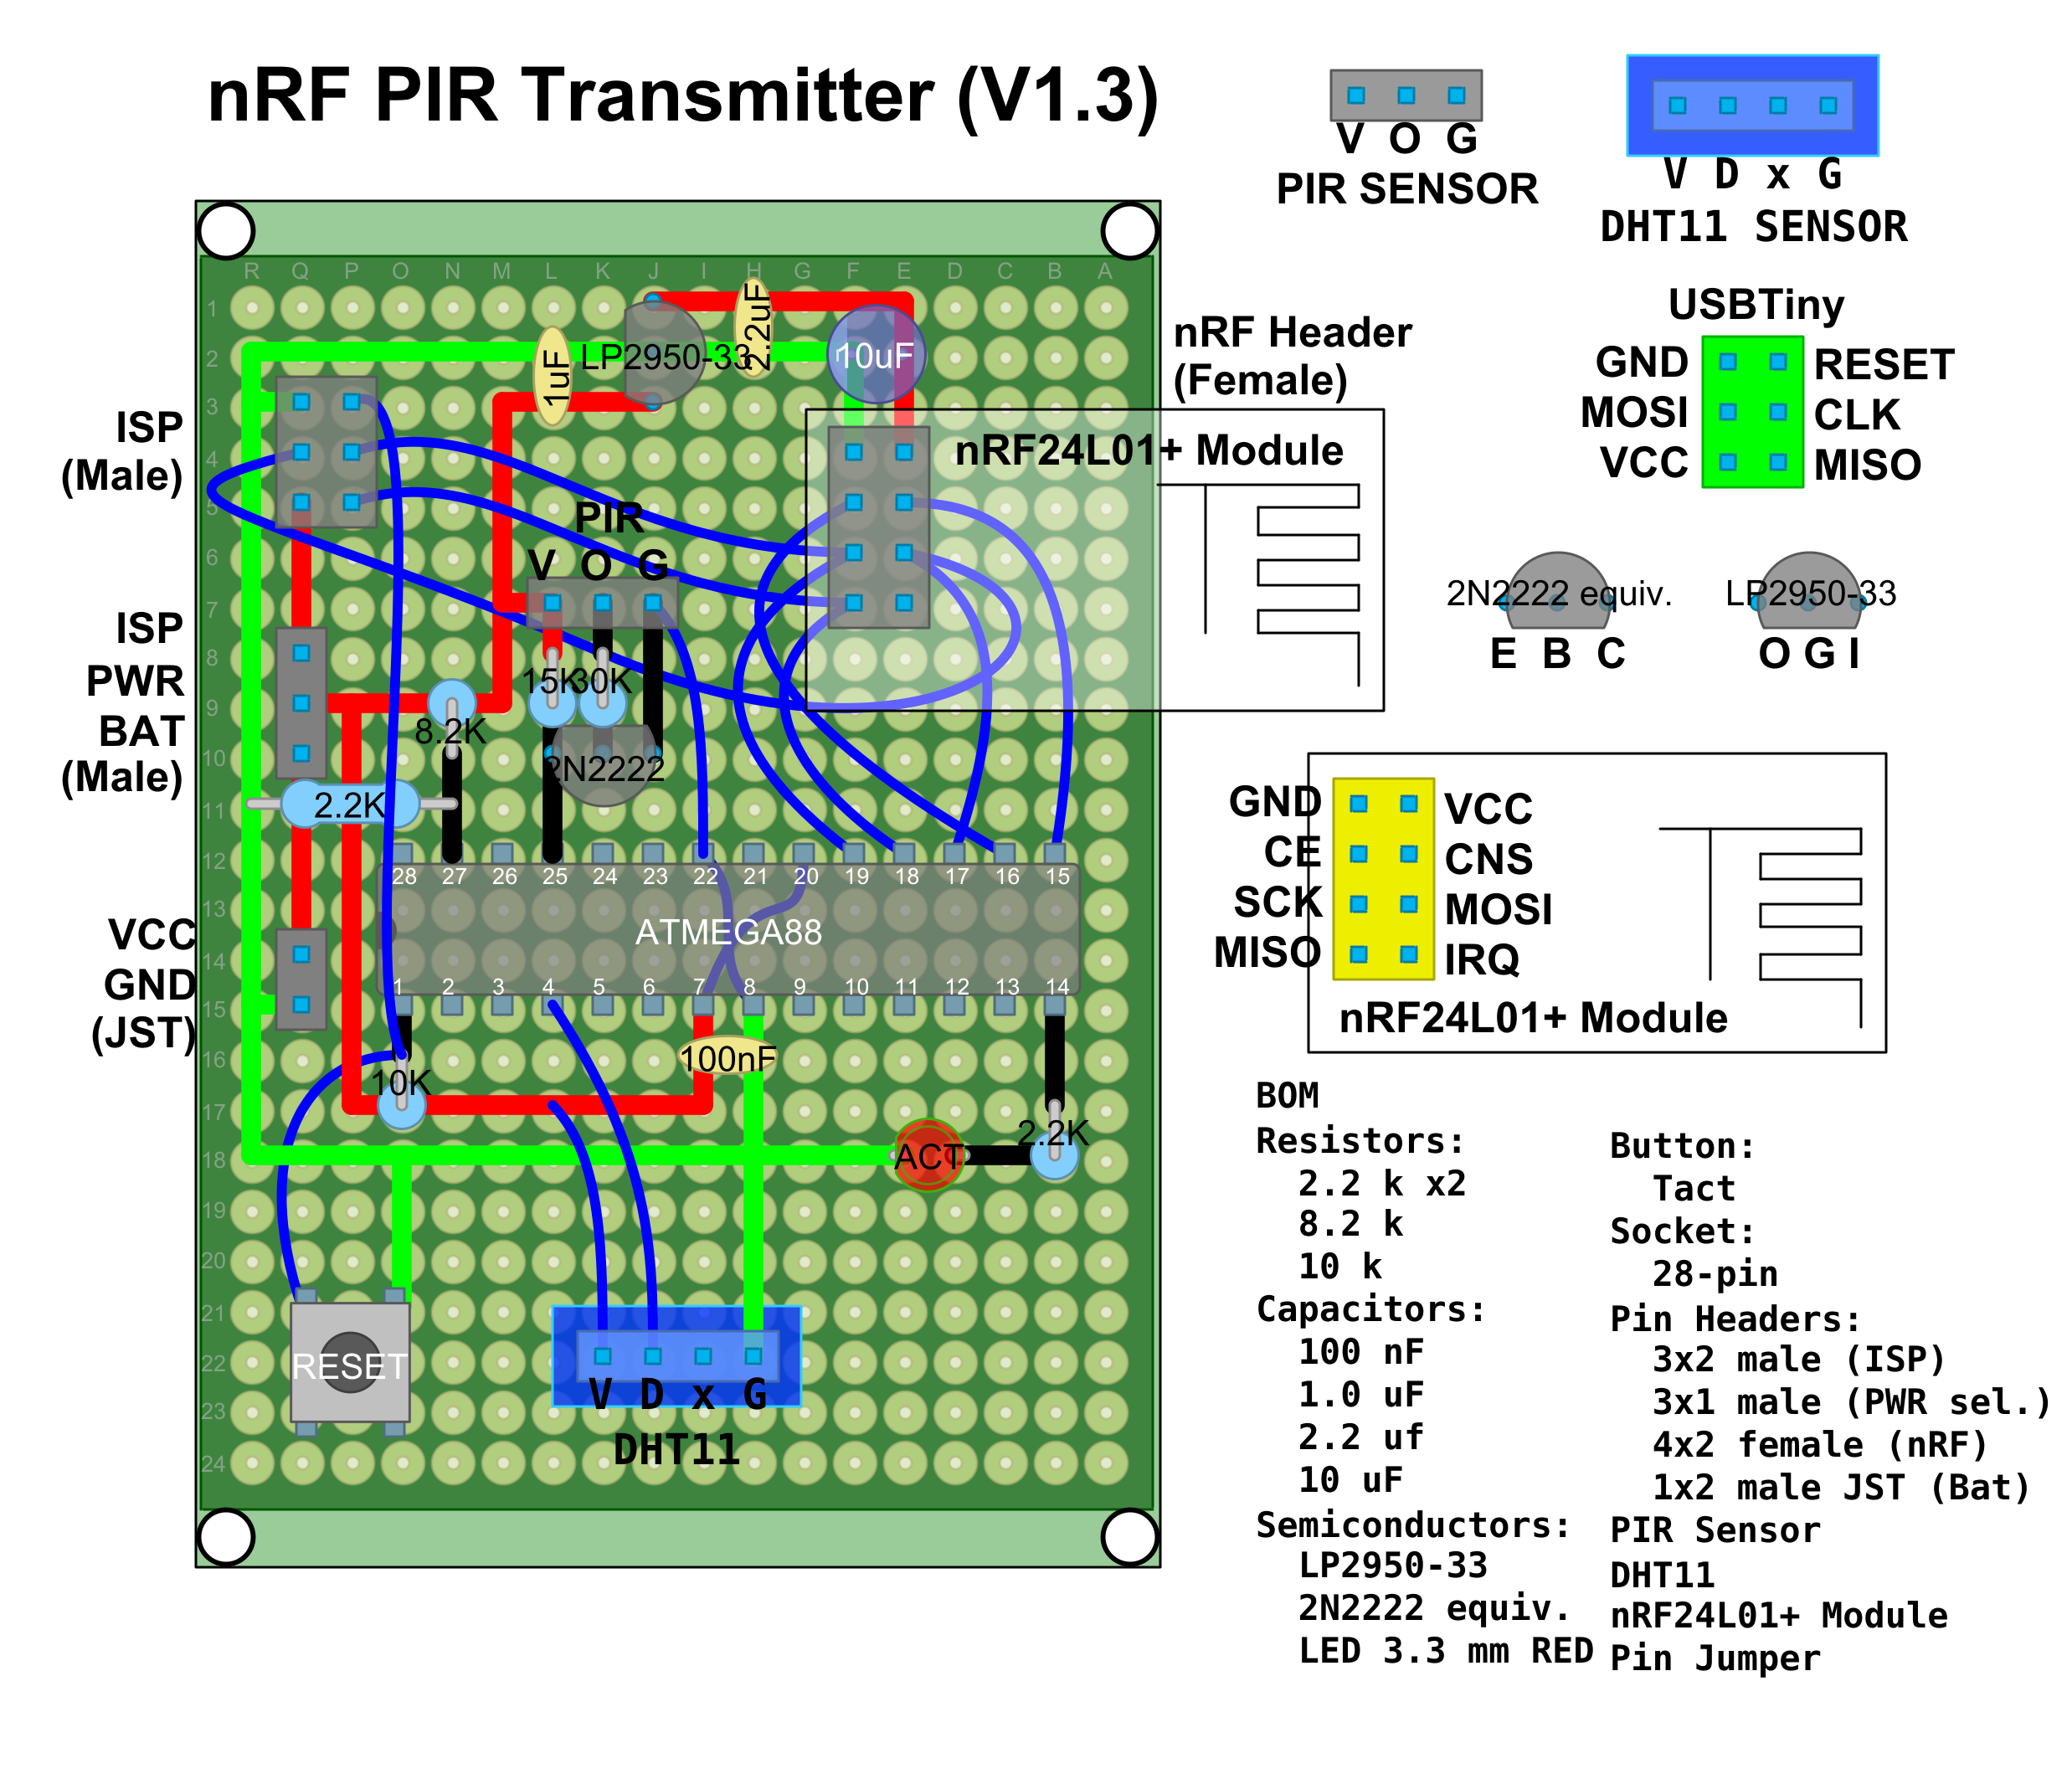 nRF PIR Transmitter (V1.3)
V O G
PIR SENSOR
V D x G
DHT11 SENSOR
R Q P O N M L K J I H G F E D C B A
1
2
3
4
5
6
7
8
9
10
11
12
13
14
15
16
17
18
19
20
21
22
23
24
1uF
LP2950-33
2.2uF
10uF
nRF Header
(Female)
nRF24L01+ Module
ISP
(Male)
PIR
V O G
ISP
PWR
BAT
(Male)
15K
30K
8.2K
2N2222
2.2K
28 27 26 25 24 23 22 21 20 19 18 17 16 15
ATMEGA88
1 2 3 4 5 6 7 8 9 10 11 12 13 14
VCC
GND
(JST)
100nF
10K
ACT
2.2K
RESET
V D x G
DHT11
USBTiny
GND RESET
MOSI CLK
VCC MISO
2N2222 equiv.
E B C
LP2950-33
O G I
GND VCC
CE CNS
SCK MOSI
MISO IRQ
nRF24L01+ Module
BOM
Resistors:
2.2 k x2
8.2 k
10 k
Capacitors:
100 nF
1.0 uF
2.2 uf
10 uF
Semiconductors:
LP2950-33
2N2222 equiv.
LED 3.3 mm RED
Button:
Tact
Socket:
28-pin
Pin Headers:
3x2 male (ISP)
3x1 male (PWR sel.)
4x2 female (nRF)
1x2 male JST (Bat)
PIR Sensor
DHT11
nRF24L01+ Module
Pin Jumper